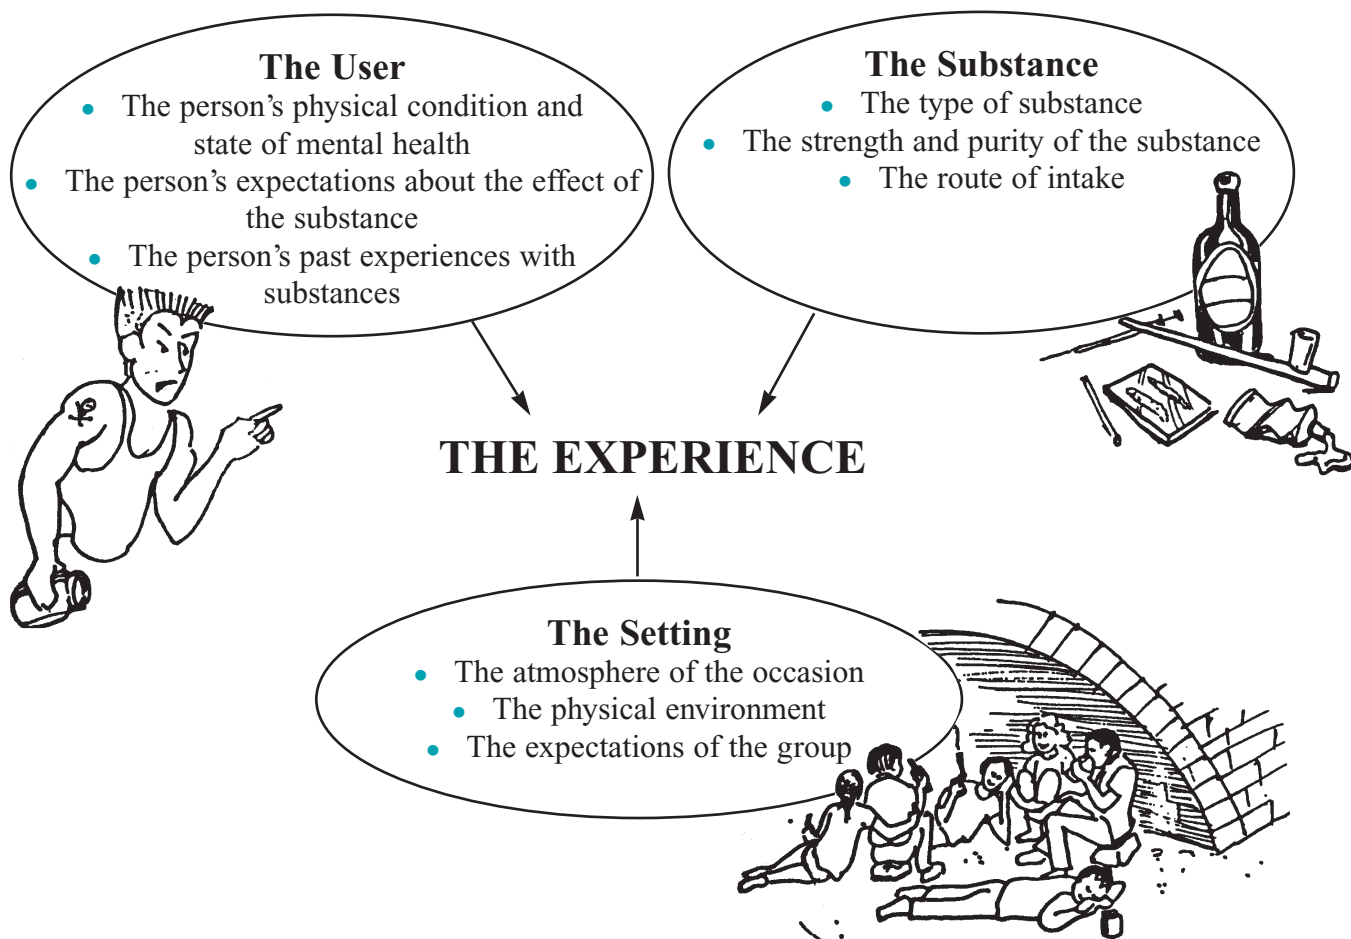 The User
• The person’s physical condition and
state of mental health
• The person’s expectations about the effect of
the substance
• The person’s past experiences with
substances
The Substance
• The type of substance
• The strength and purity of the substance
• The route of intake
THE EXPERIENCE
The Setting
• The atmosphere of the occasion
• The physical environment
• The expectations of the group